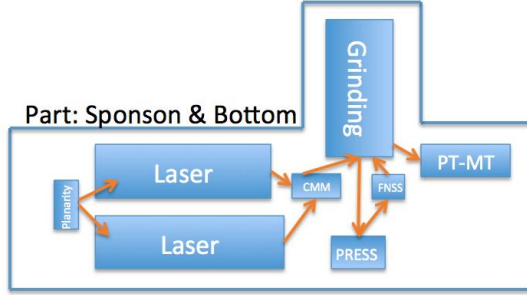 Part: Sponson & Bottom
Grinding
Laser
PT-MT
CMM
FNSS
Planarity
Laser
PRESS